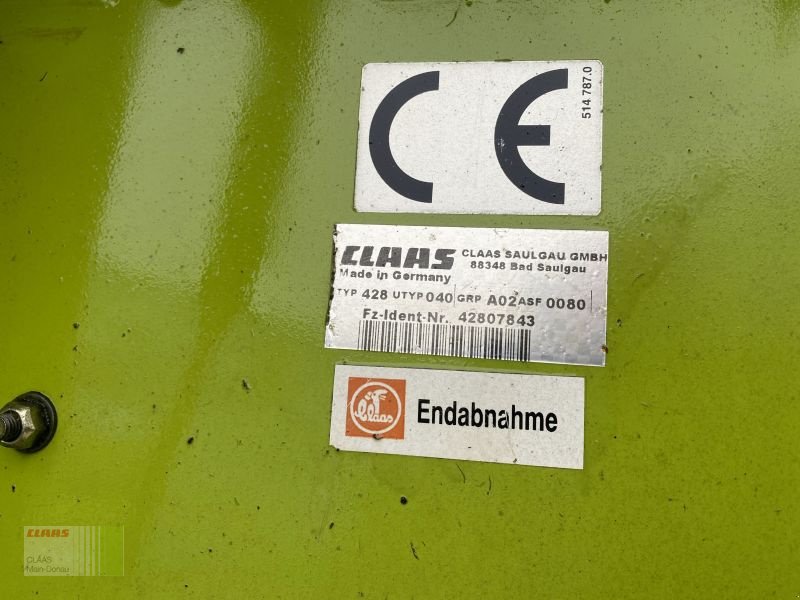 CE
514 787.0
CLAAS CLAAS SAULGAU GMBH
88348 Bad Saulgau
Made in Germany
TYP 428 UTYP 040 GRP A02 ASF 0080
Fz-Ident-Nr. 42807843
Claas Endabnahme
CLAAS
CLAAS
Main-Donau